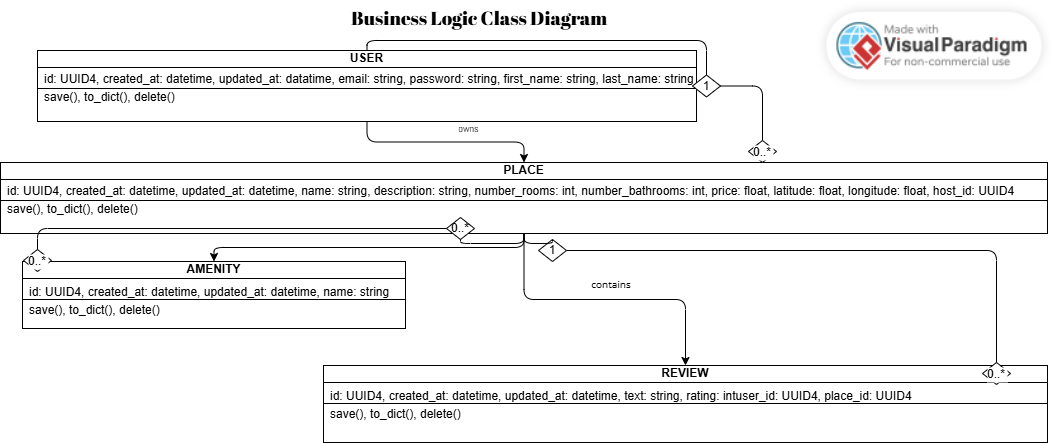 Business Logic Class Diagram
Made with
VisualParadigm
For non-commercial use
USER
id: UUID4, created_at: datetime, updated_at: datatime, email: string, password: string, first_name: string, last_name: string
1
save(), to_dict(), delete()
owns
0..*
PLACE
id: UUID4, created_at: datetime, updated_at: datetime, name: string, description: string, number_rooms: int, number_bathrooms: int, price: float, latitude: float, longitude: float, host_id: UUID4
save(), to_dict(), delete()
0..*
1
0..*
AMENITY
id: UUID4, created_at: datetime, updated_at: datetime, name: string
save(), to_dict(), delete()
contains
REVIEW
0..*
id: UUID4, created_at: datetime, updated_at: datetime, text: string, rating: intuser_id: UUID4, place_id: UUID4
save(), to_dict(), delete()